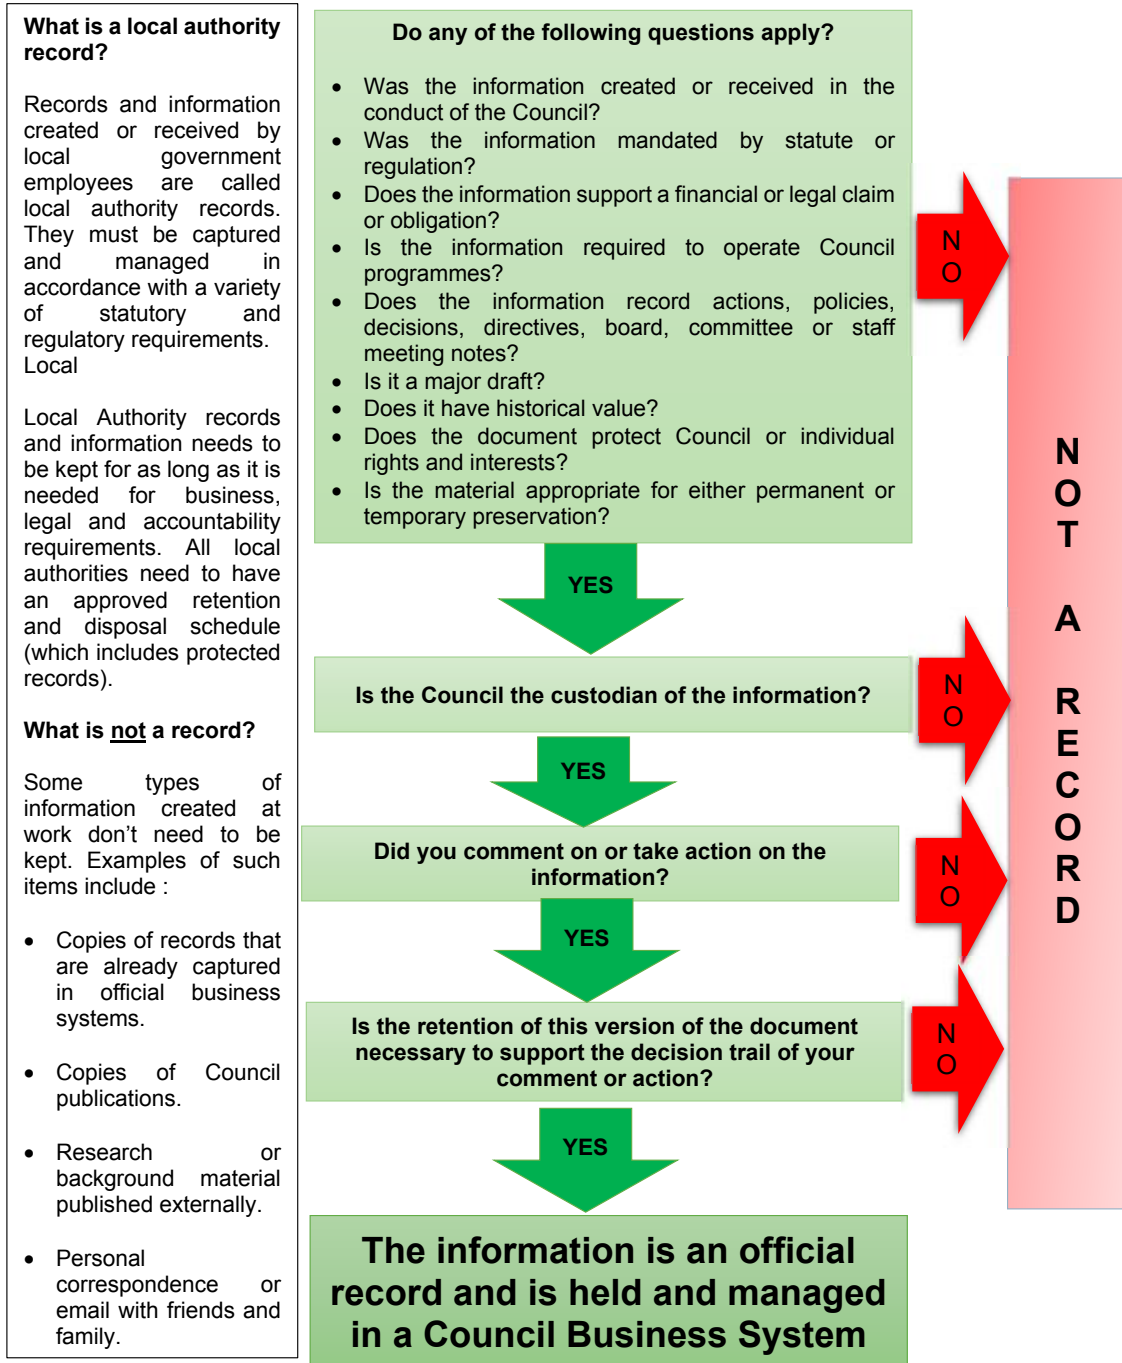 What is a local authority
record?
Records and information
created or received by
local government
employees are called
local authority records.
They must be captured
and managed in
accordance with a variety
of statutory and
regulatory requirements.
Local
Local Authority records
and information needs to
be kept for as long as it is
needed for business,
legal and accountability
requirements. All local
authorities need to have
an approved retention
and disposal schedule
(which includes protected
records).
What is not a record?
Some types of
information created at
work don’t need to be
kept. Examples of such
items include :
• Copies of records that
are already captured
in official business
systems.
• Copies of Council
publications.
• Research or
background material
published externally.
• Personal
correspondence or
email with friends and
family.
Do any of the following questions apply?
• Was the information created or received in the
conduct of the Council?
• Was the information mandated by statute or
regulation?
• Does the information support a financial or legal claim
or obligation?
• Is the information required to operate Council
programmes?
• Does the information record actions, policies,
decisions, directives, board, committee or staff
meeting notes?
• Is it a major draft?
• Does it have historical value?
• Does the document protect Council or individual
rights and interests?
• Is the material appropriate for either permanent or
temporary preservation?
N
O
YES
Is the Council the custodian of the information?
N
O
YES
Did you comment on or take action on the
information?
N
O
YES
Is the retention of this version of the document
necessary to support the decision trail of your
comment or action?
N
O
YES
The information is an official
record and is held and managed
in a Council Business System
N
O
T
A
R
E
C
O
R
D